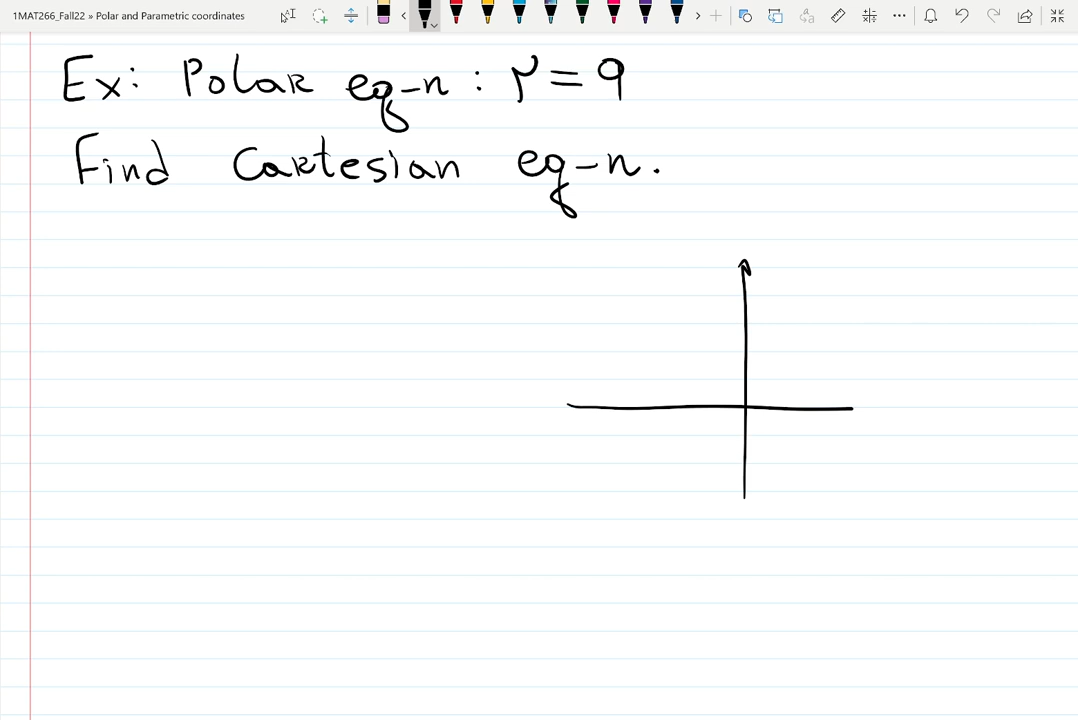 1MAT266_Fall22 » Polar and Parametric coordinates
Ex: Polar eq-n : r = 9
Find Cartesian eq-n.